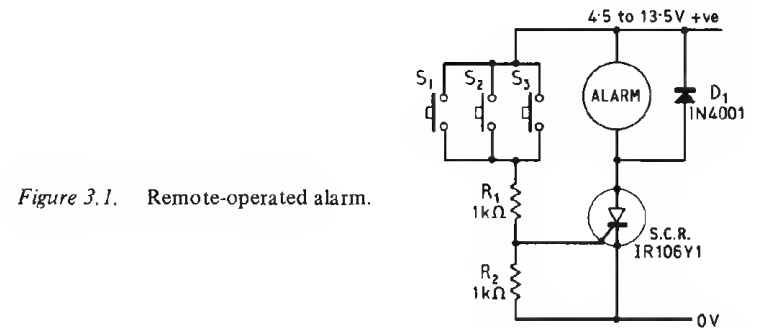 4·5 to 13·5V +ve
S₁ S₂ S₃
ALARM
D₁
1N4001
Figure 3.1. Remote-operated alarm.
R₁
1kΩ
S.C.R.
IR106Y1
R₂
1kΩ
0V